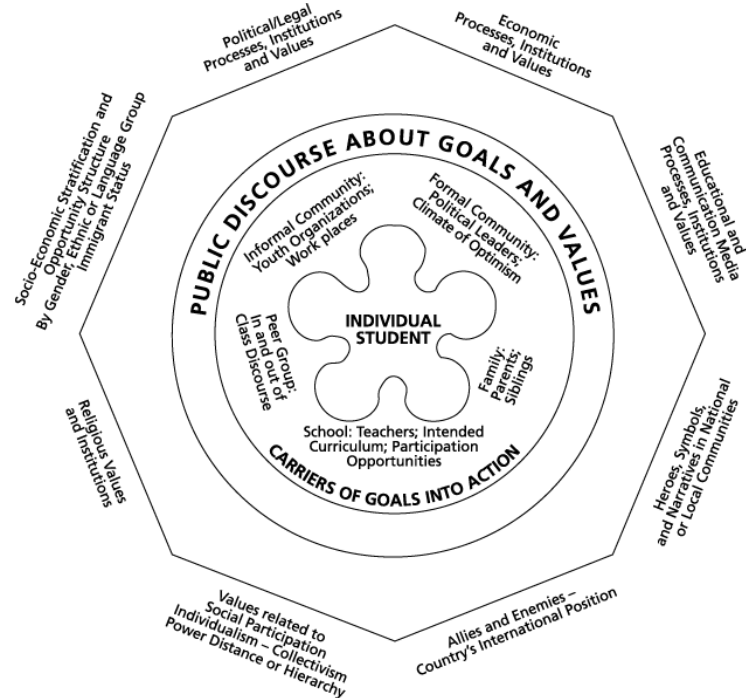 Political/Legal
Processes, Institutions
and Values
Economic
Processes, Institutions
and Values
Educational and
Communication Media
Processes, Institutions
and Values
Heroes, Symbols,
and Narratives in National
or Local Communities
Allies and Enemies –
Country's International Position
Values related to
Social Participation
Individualism – Collectivism
Power Distance or Hierarchy
Religious Values
and Institutions
Socio-Economic Stratification and
Opportunity Structure
By Gender, Ethnic or Language Group
Immigrant Status
PUBLIC DISCOURSE ABOUT GOALS AND VALUES
Informal Community:
Youth Organizations;
Work places
Formal Community:
Political Leaders;
Climate of Optimism
INDIVIDUAL
STUDENT
Peer Group:
In and out of
Class Discourse
Family:
Parents;
Siblings
School: Teachers; Intended
Curriculum; Participation
Opportunities
CARRIERS OF GOALS INTO ACTION